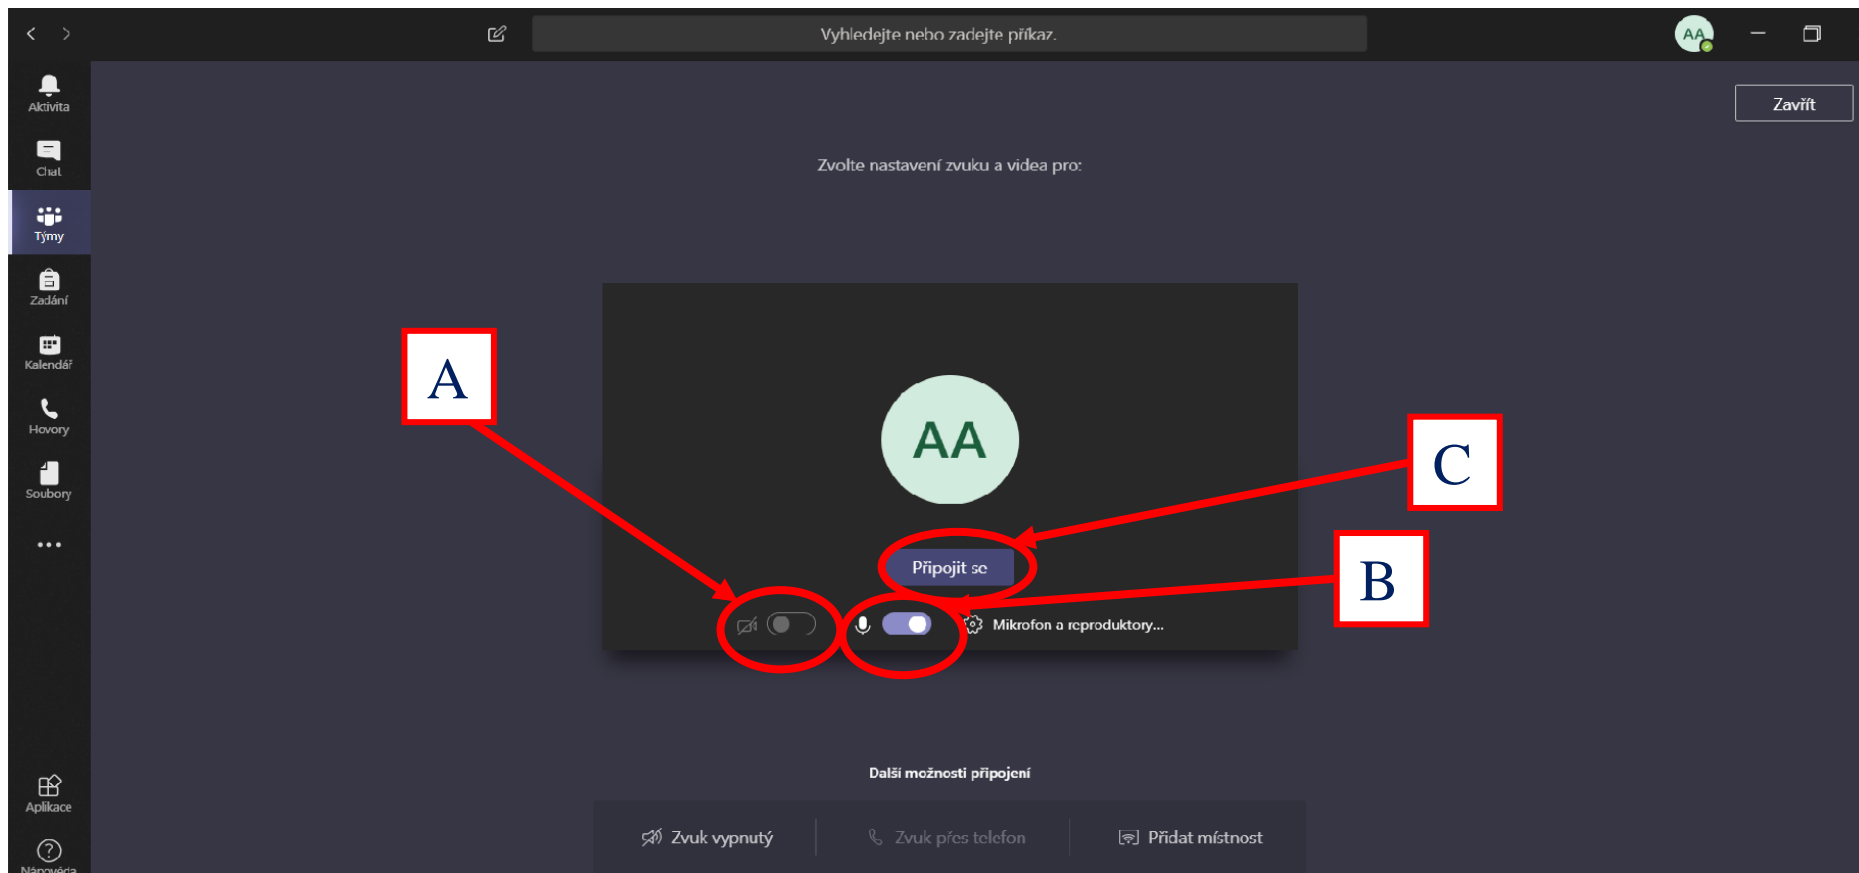 Vyhledejte nebo zadejte příkaz.
AA
Aktivita
Zavřít
Chat
Zvolte nastavení zvuku a videa pro:
Týmy
Zadání
Kalendář
A
Hovory
AA
C
Soubory
Připojit se
B
Mikrofon a reproduktory...
Další možnosti připojení
Aplikace
Zvuk vypnutý
Zvuk přes telefon
Přidat místnost
Nápověda